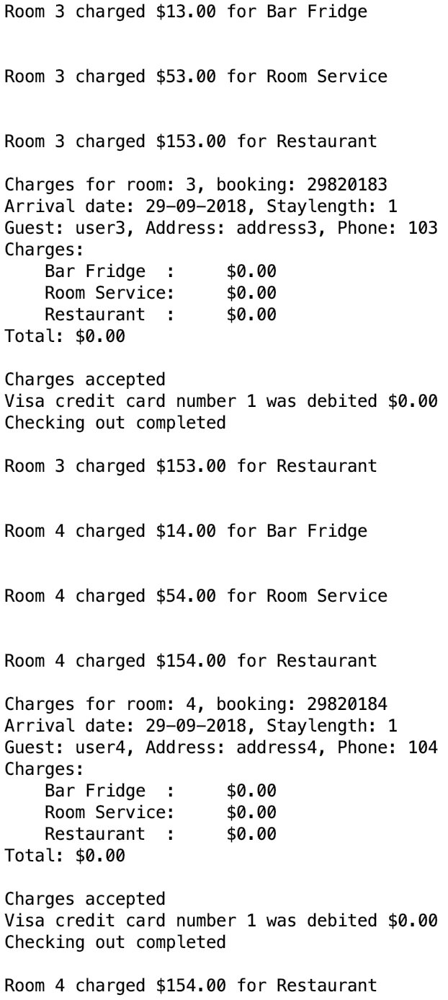 Room 3 charged $13.00 for Bar Fridge
Room 3 charged $53.00 for Room Service
Room 3 charged $153.00 for Restaurant
Charges for room: 3, booking: 29820183
Arrival date: 29-09-2018, Staylength: 1
Guest: user3, Address: address3, Phone: 103
Charges:
    Bar Fridge  :     $0.00
    Room Service:     $0.00
    Restaurant  :     $0.00
Total: $0.00
Charges accepted
Visa credit card number 1 was debited $0.00
Checking out completed
Room 3 charged $153.00 for Restaurant
Room 4 charged $14.00 for Bar Fridge
Room 4 charged $54.00 for Room Service
Room 4 charged $154.00 for Restaurant
Charges for room: 4, booking: 29820184
Arrival date: 29-09-2018, Staylength: 1
Guest: user4, Address: address4, Phone: 104
Charges:
    Bar Fridge  :     $0.00
    Room Service:     $0.00
    Restaurant  :     $0.00
Total: $0.00
Charges accepted
Visa credit card number 1 was debited $0.00
Checking out completed
Room 4 charged $154.00 for Restaurant